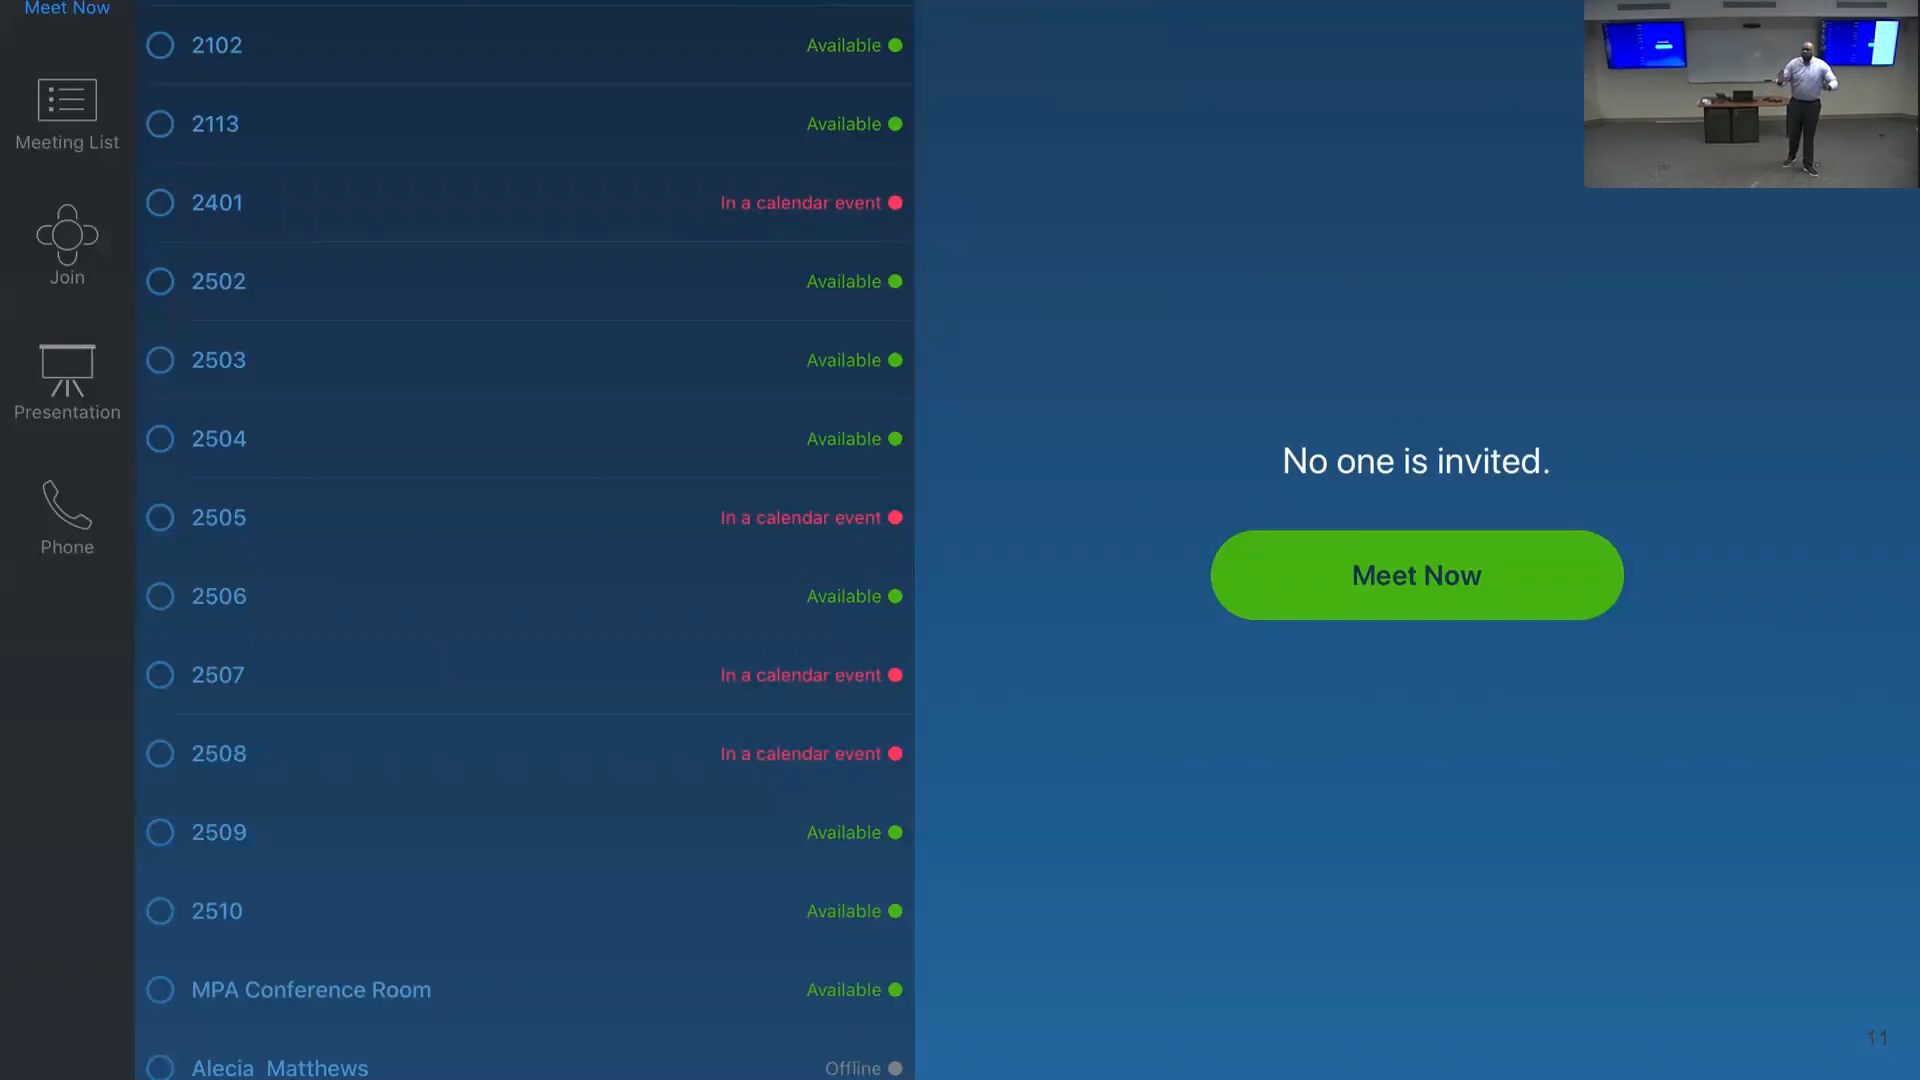 Meet Now
Meeting List
Join
Presentation
Phone
2102 Available
2113 Available
2401 In a calendar event
2502 Available
2503 Available
2504 Available
2505 In a calendar event
2506 Available
2507 In a calendar event
2508 In a calendar event
2509 Available
2510 Available
MPA Conference Room Available
Alecia Matthews Offline
No one is invited.
Meet Now
11